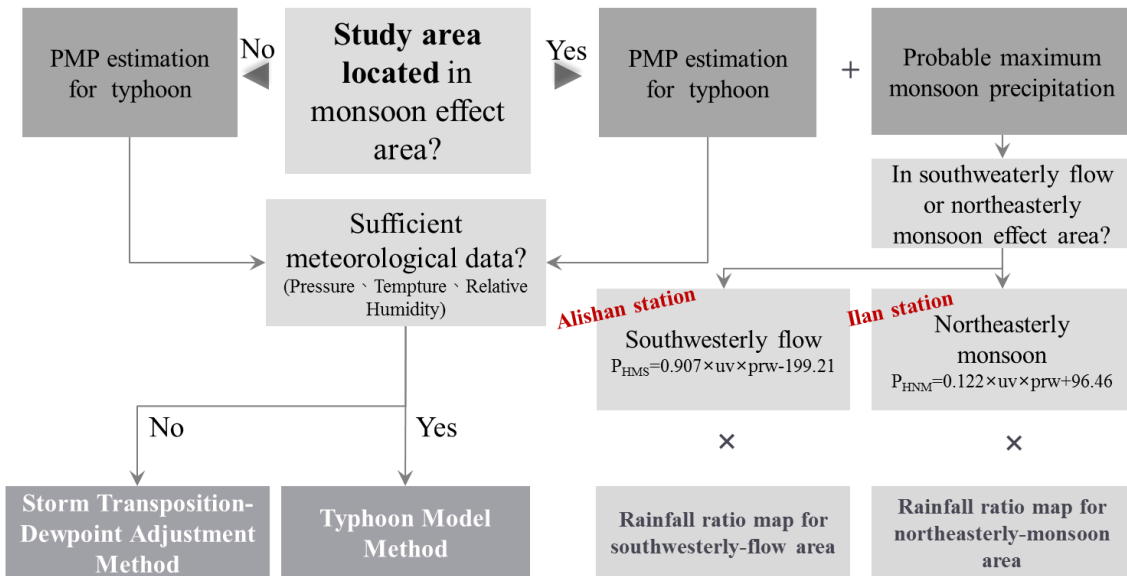 Study area
located in
monsoon effect
area?
No
Yes
PMP estimation
for typhoon
PMP estimation
for typhoon
+
Probable maximum
monsoon precipitation
In southweaterly flow
or northeasterly
monsoon effect area?
Sufficient
meteorological data?
(Pressure、Tempture、Relative
Humidity)
Alishan station
Southwesterly flow
P_HMS=0.907×uv×prw-199.21
Ilan station
Northeasterly
monsoon
P_HNM=0.122×uv×prw+96.46
No
Yes
×
×
Storm Transposition-
Dewpoint Adjustment
Method
Typhoon Model
Method
Rainfall ratio map for
southwesterly-flow area
Rainfall ratio map for
northeasterly-monsoon
area